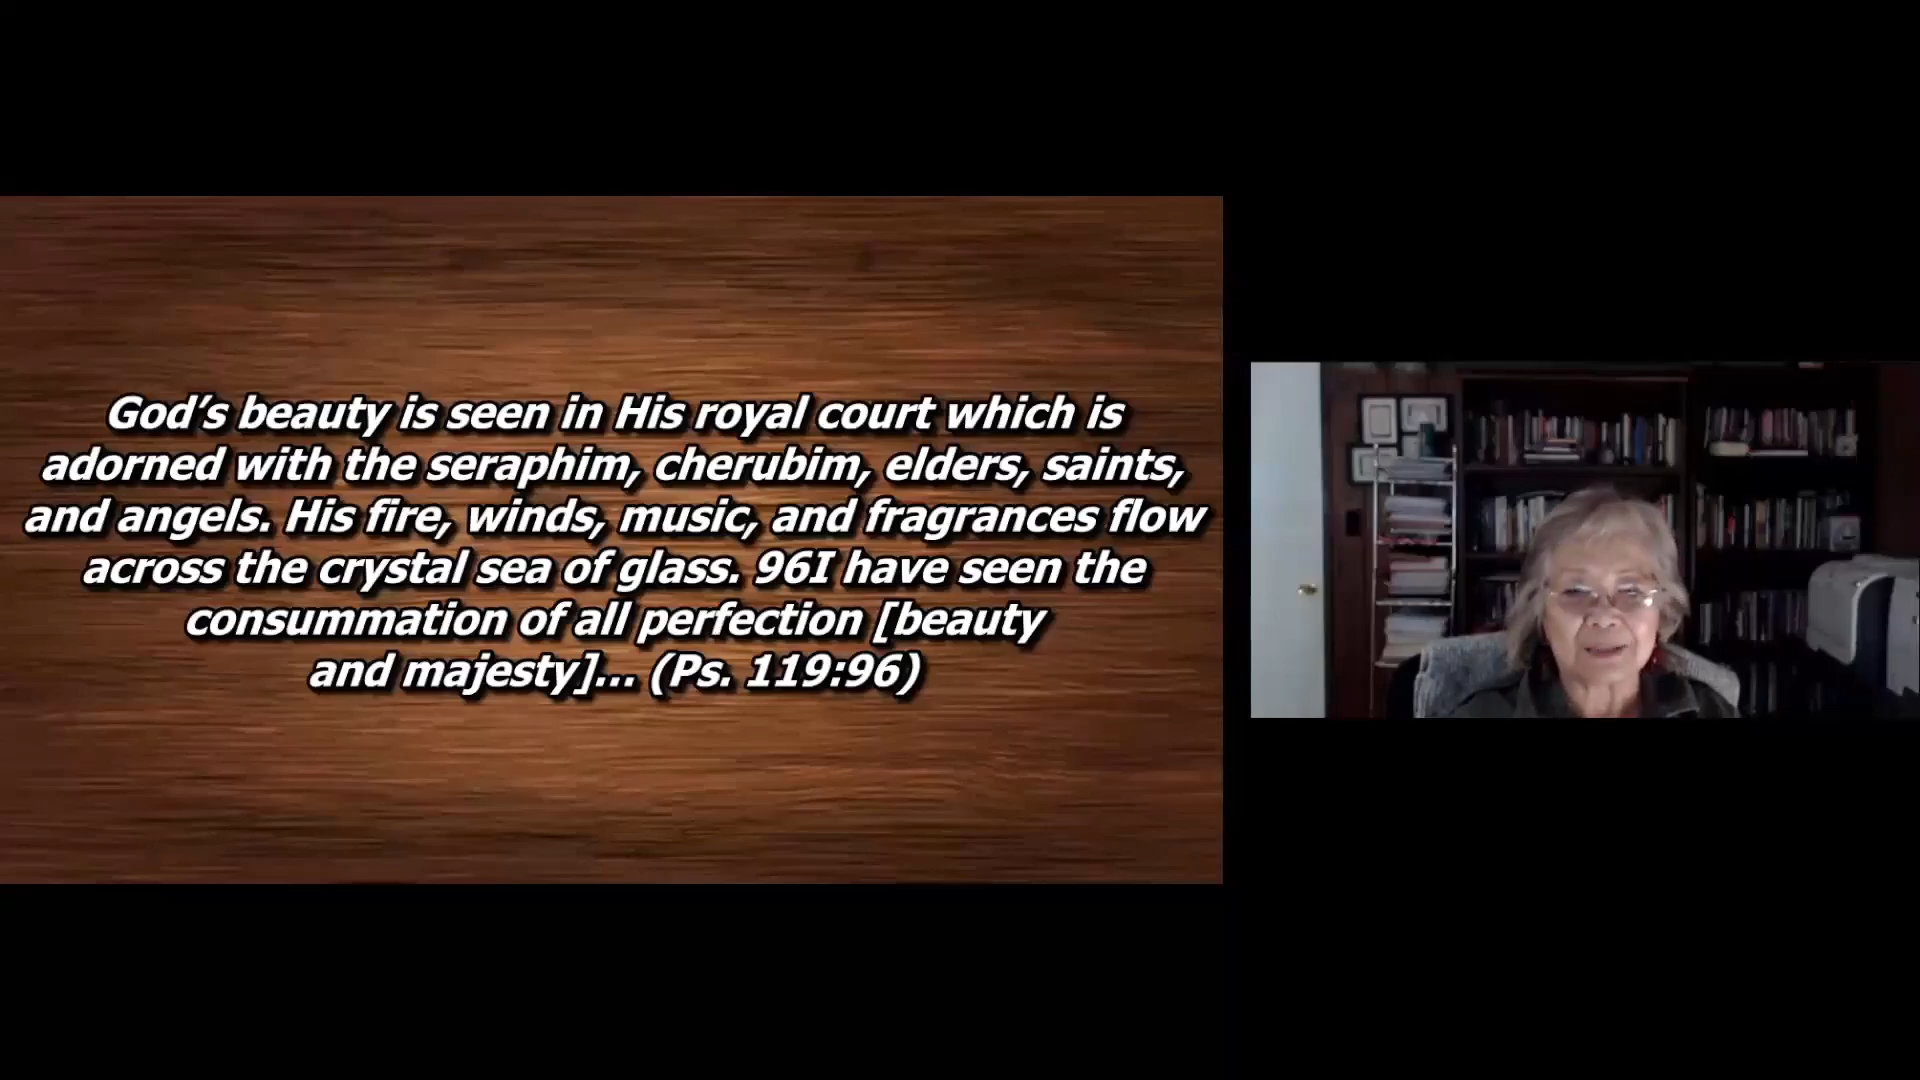 God’s beauty is seen in His royal court which is
adorned with the seraphim, cherubim, elders, saints,
and angels. His fire, winds, music, and fragrances flow
across the crystal sea of glass. 96I have seen the
consummation of all perfection [beauty
and majesty]... (Ps. 119:96)